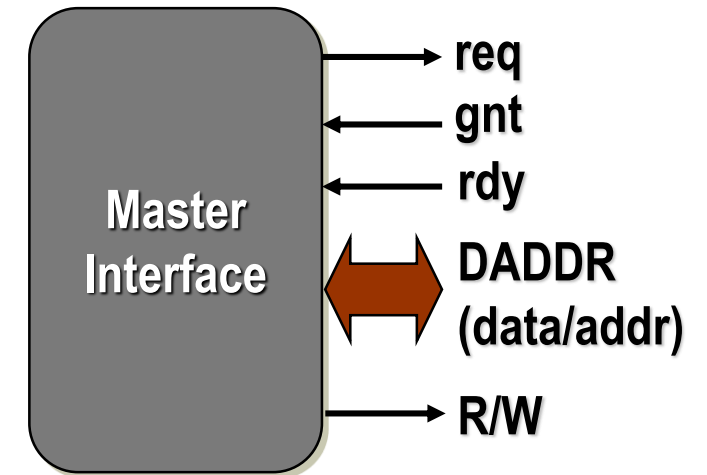 req
gnt
rdy
Master
Interface
DADDR
(data/addr)
R/W